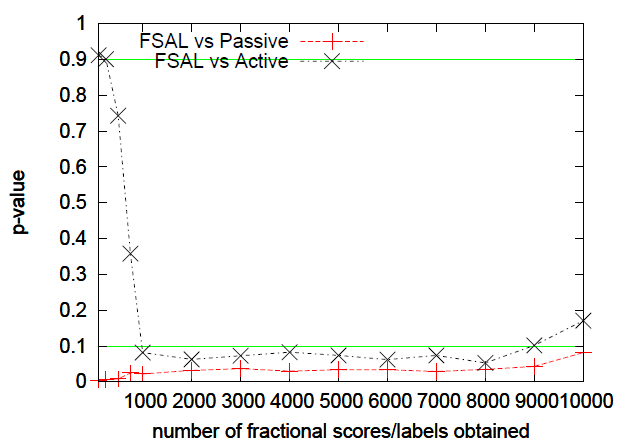 1
0.9
0.8
0.7
0.6
0.5
0.4
0.3
0.2
0.1
0
p-value
FSAL vs Passive
FSAL vs Active
1000 2000 3000 4000 5000 6000 7000 8000 9000 10000
number of fractional scores/labels obtained